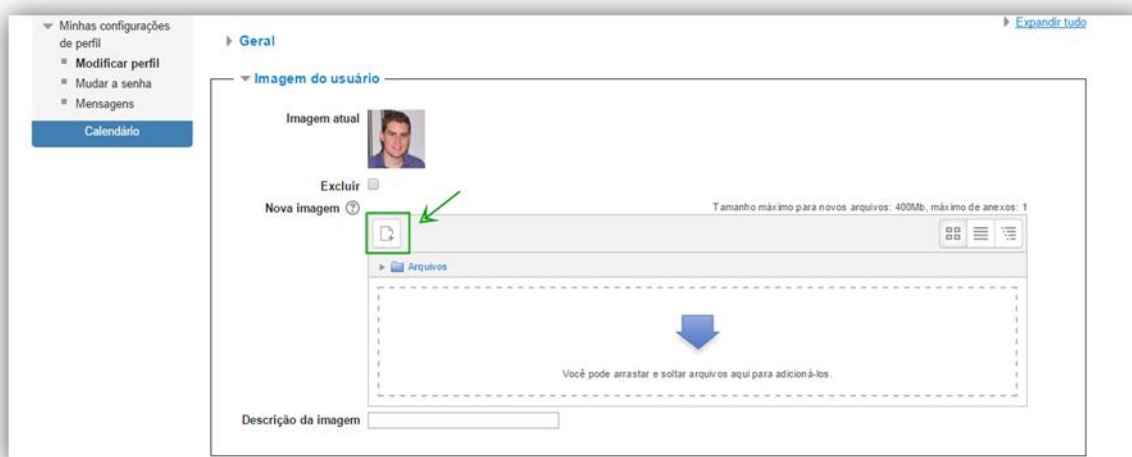 Minhas configurações
de perfil
Modificar perfil
Mudar a senha
Mensagens
Calendário
Expandir tudo
Geral
Imagem do usuário
Imagem atual
Excluir
Nova imagem
Tamanho máximo para novos arquivos: 400Mb, máximo de anexos: 1
Arquivos
Você pode arrastar e soltar arquivos aqui para adicioná-los.
Descrição da imagem